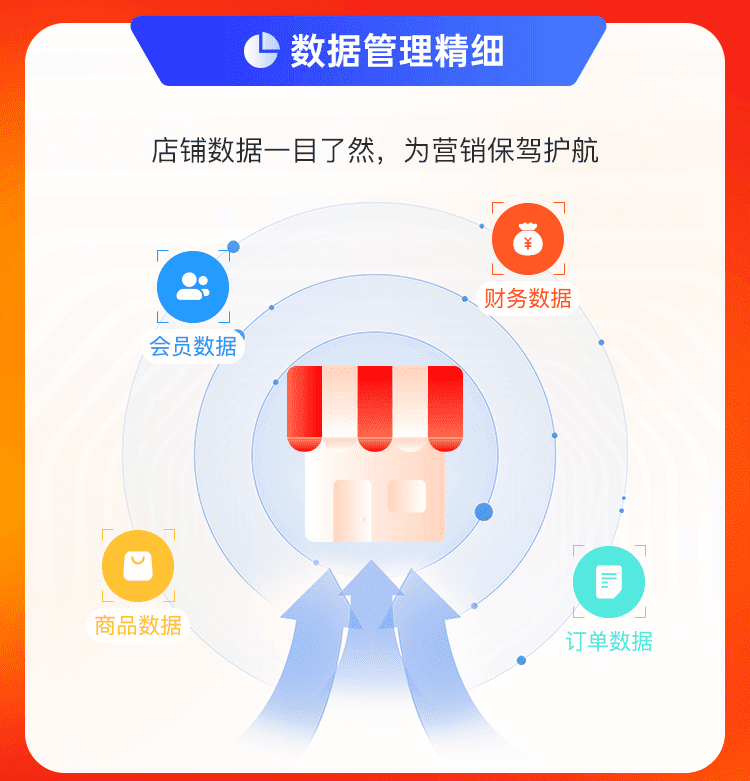 数据管理精细
店铺数据一目了然，为营销保驾护航
¥
财务数据
会员数据
商品数据
订单数据